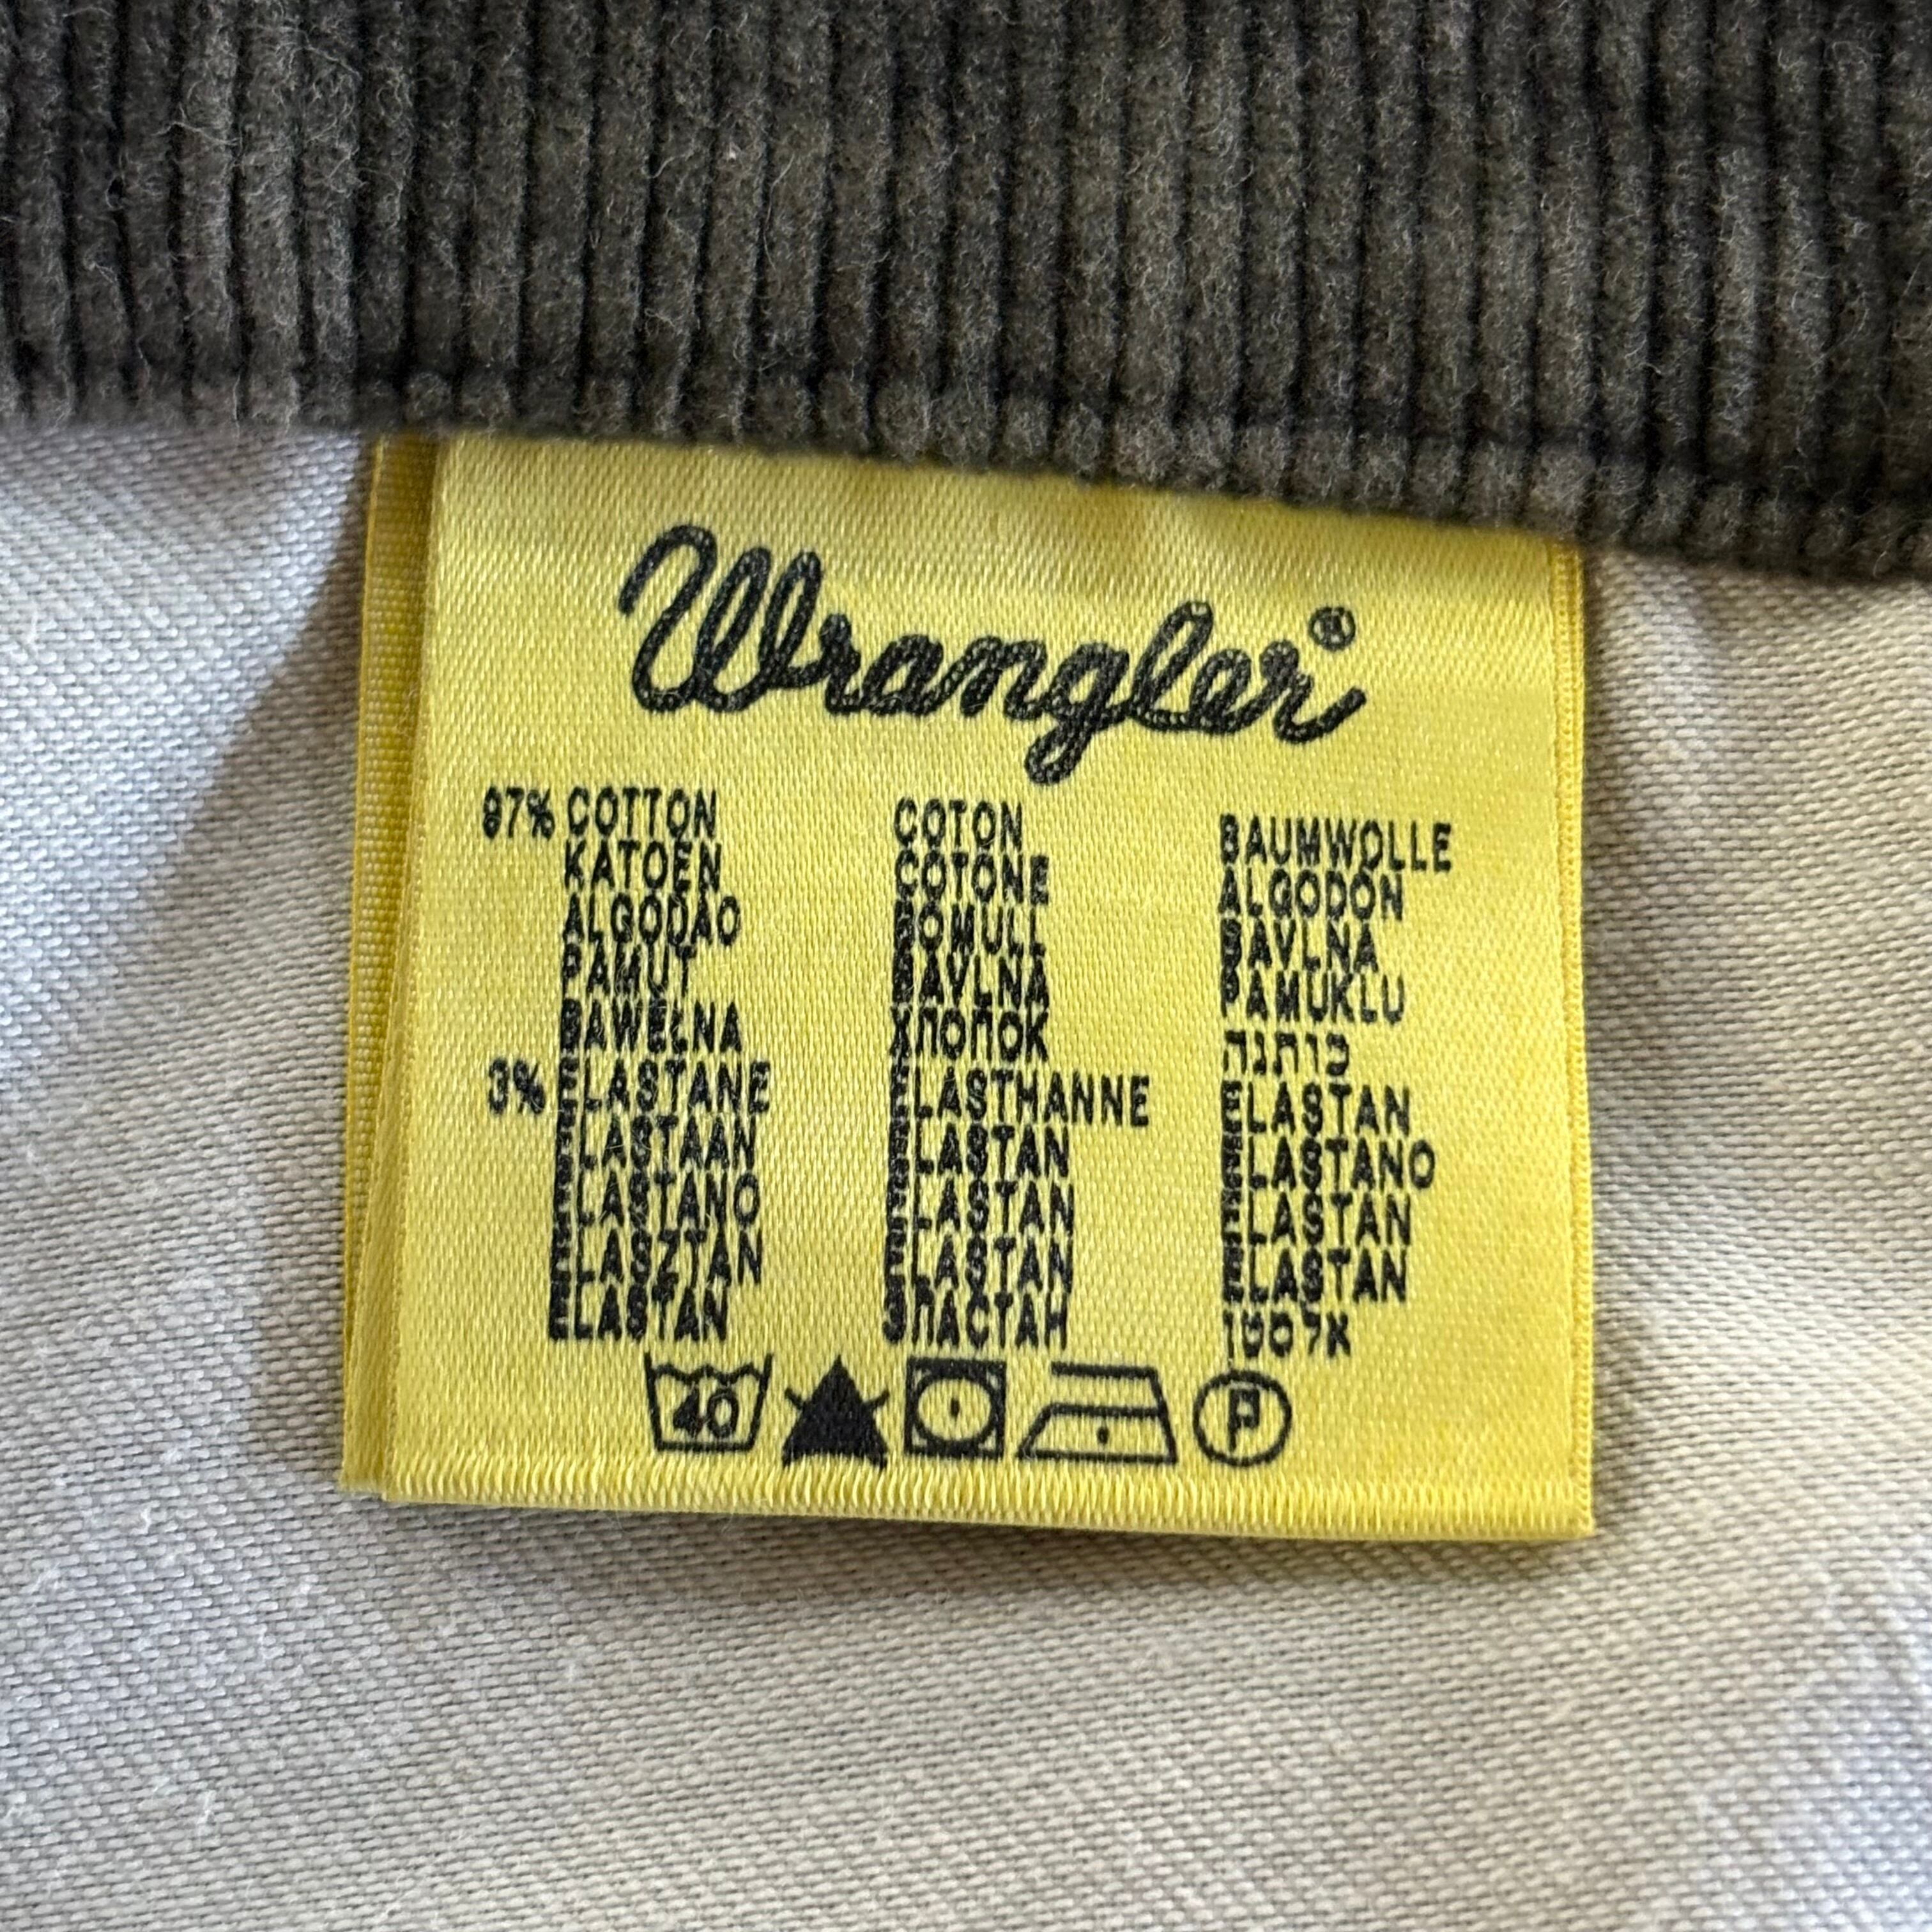 Wrangler®
97% COTTON COTON BAUMWOLLE
KATOEN COTONE ALGODÓN
ALGODÃO BOMULL BAVLNA
PAMUT BAVLNA PAMUKLU
BAWEŁNA ХЛОПОК כותנה
3% ELASTANE ELASTHANNE ELASTAN
ELASTAAN ELASTAN ELASTANO
ELASTANO ELASTAN ELASTAN
ELASZTÁN ELASTAN ELASTAN
ELASTAN ЭЛАСТАН אלסטן
40 P